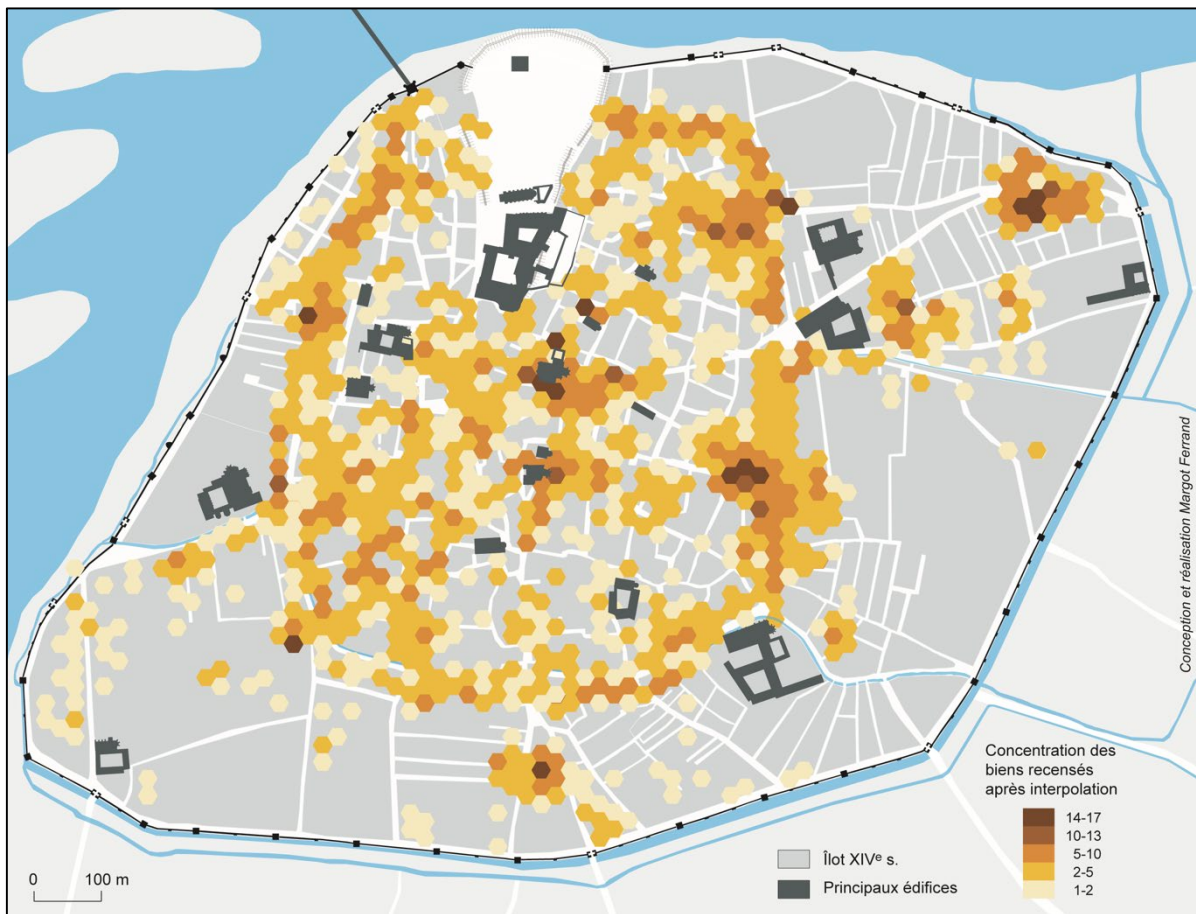 Conception et réalisation Margot Ferrand
Concentration des
biens recensés
après interpolation
14-17
10-13
5-10
2-5
1-2
Îlot XIVe s.
Principaux édifices
0 100 m